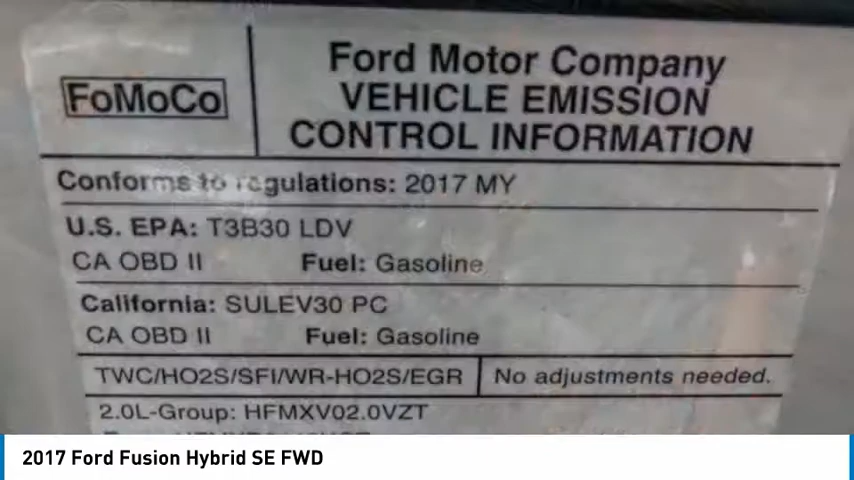 FoMoCo
Ford Motor Company
VEHICLE EMISSION
CONTROL INFORMATION
Conforms to regulations: 2017 MY
U.S. EPA: T3B30 LDV
CA OBD II Fuel: Gasoline
California: SULEV30 PC
CA OBD II Fuel: Gasoline
TWC/HO2S/SFI/WR-HO2S/EGR No adjustments needed.
2.0L-Group: HFMXV02.0VZT
2017 Ford Fusion Hybrid SE FWD